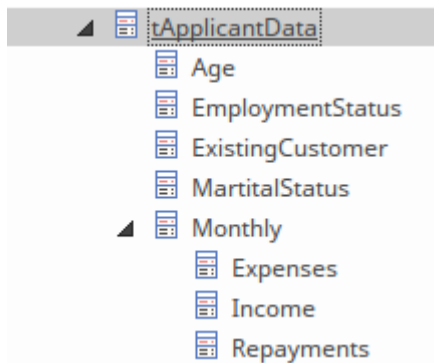 tApplicantData
Age
EmploymentStatus
ExistingCustomer
MartitalStatus
Monthly
Expenses
Income
Repayments